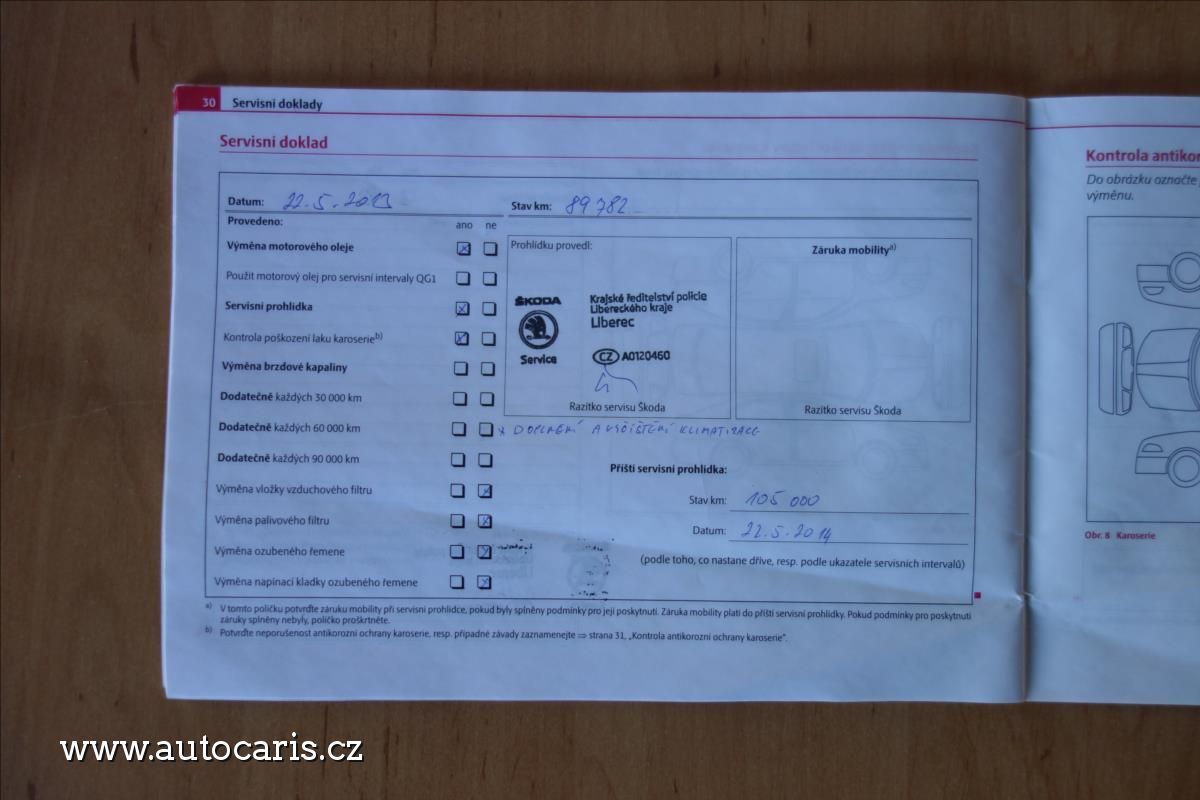 30 Servisní doklady
Servisní doklad
Datum: 22.5.2013 Stav km: 89 782
Provedeno: ano ne
Výměna motorového oleje
Použit motorový olej pro servisní intervaly QG1
Servisní prohlídka
Kontrola poškození laku karoserie b)
Výměna brzdové kapaliny
Dodatečně každých 30 000 km
Dodatečně každých 60 000 km
Dodatečně každých 90 000 km
Výměna vložky vzduchového filtru
Výměna palivového filtru
Výměna ozubeného řemene
Výměna napínací kladky ozubeného řemene
Prohlídku provedl:
ŠKODA
Service
Krajské ředitelství policie
Libereckého kraje
Liberec
CZ A0120460
Razítko servisu Škoda
Záruka mobility a)
Razítko servisu Škoda
x DOPLNENÍ A VYČIŠTĚNÍ KLIMATIZACE
Příští servisní prohlídka:
Stav km: 105 000
Datum: 22.5.2014
(podle toho, co nastane dříve, resp. podle ukazatele servisních intervalů)
a) V tomto políčku potvrďte záruku mobility při servisní prohlídce, pokud byly splněny podmínky pro její poskytnutí. Záruka mobility platí do příští servisní prohlídky. Pokud podmínky pro poskytnutí
záruky splněny nebyly, políčko proškrtněte.
b) Potvrďte neporušenost antikorozní ochrany karoserie, resp. případné závady zaznamenejte ⇒ strana 31, „Kontrola antikorozní ochrany karoserie“.
Kontrola antikor
Do obrázku označte
výměnu.
Obr. 8 Karoserie
www.autocaris.cz